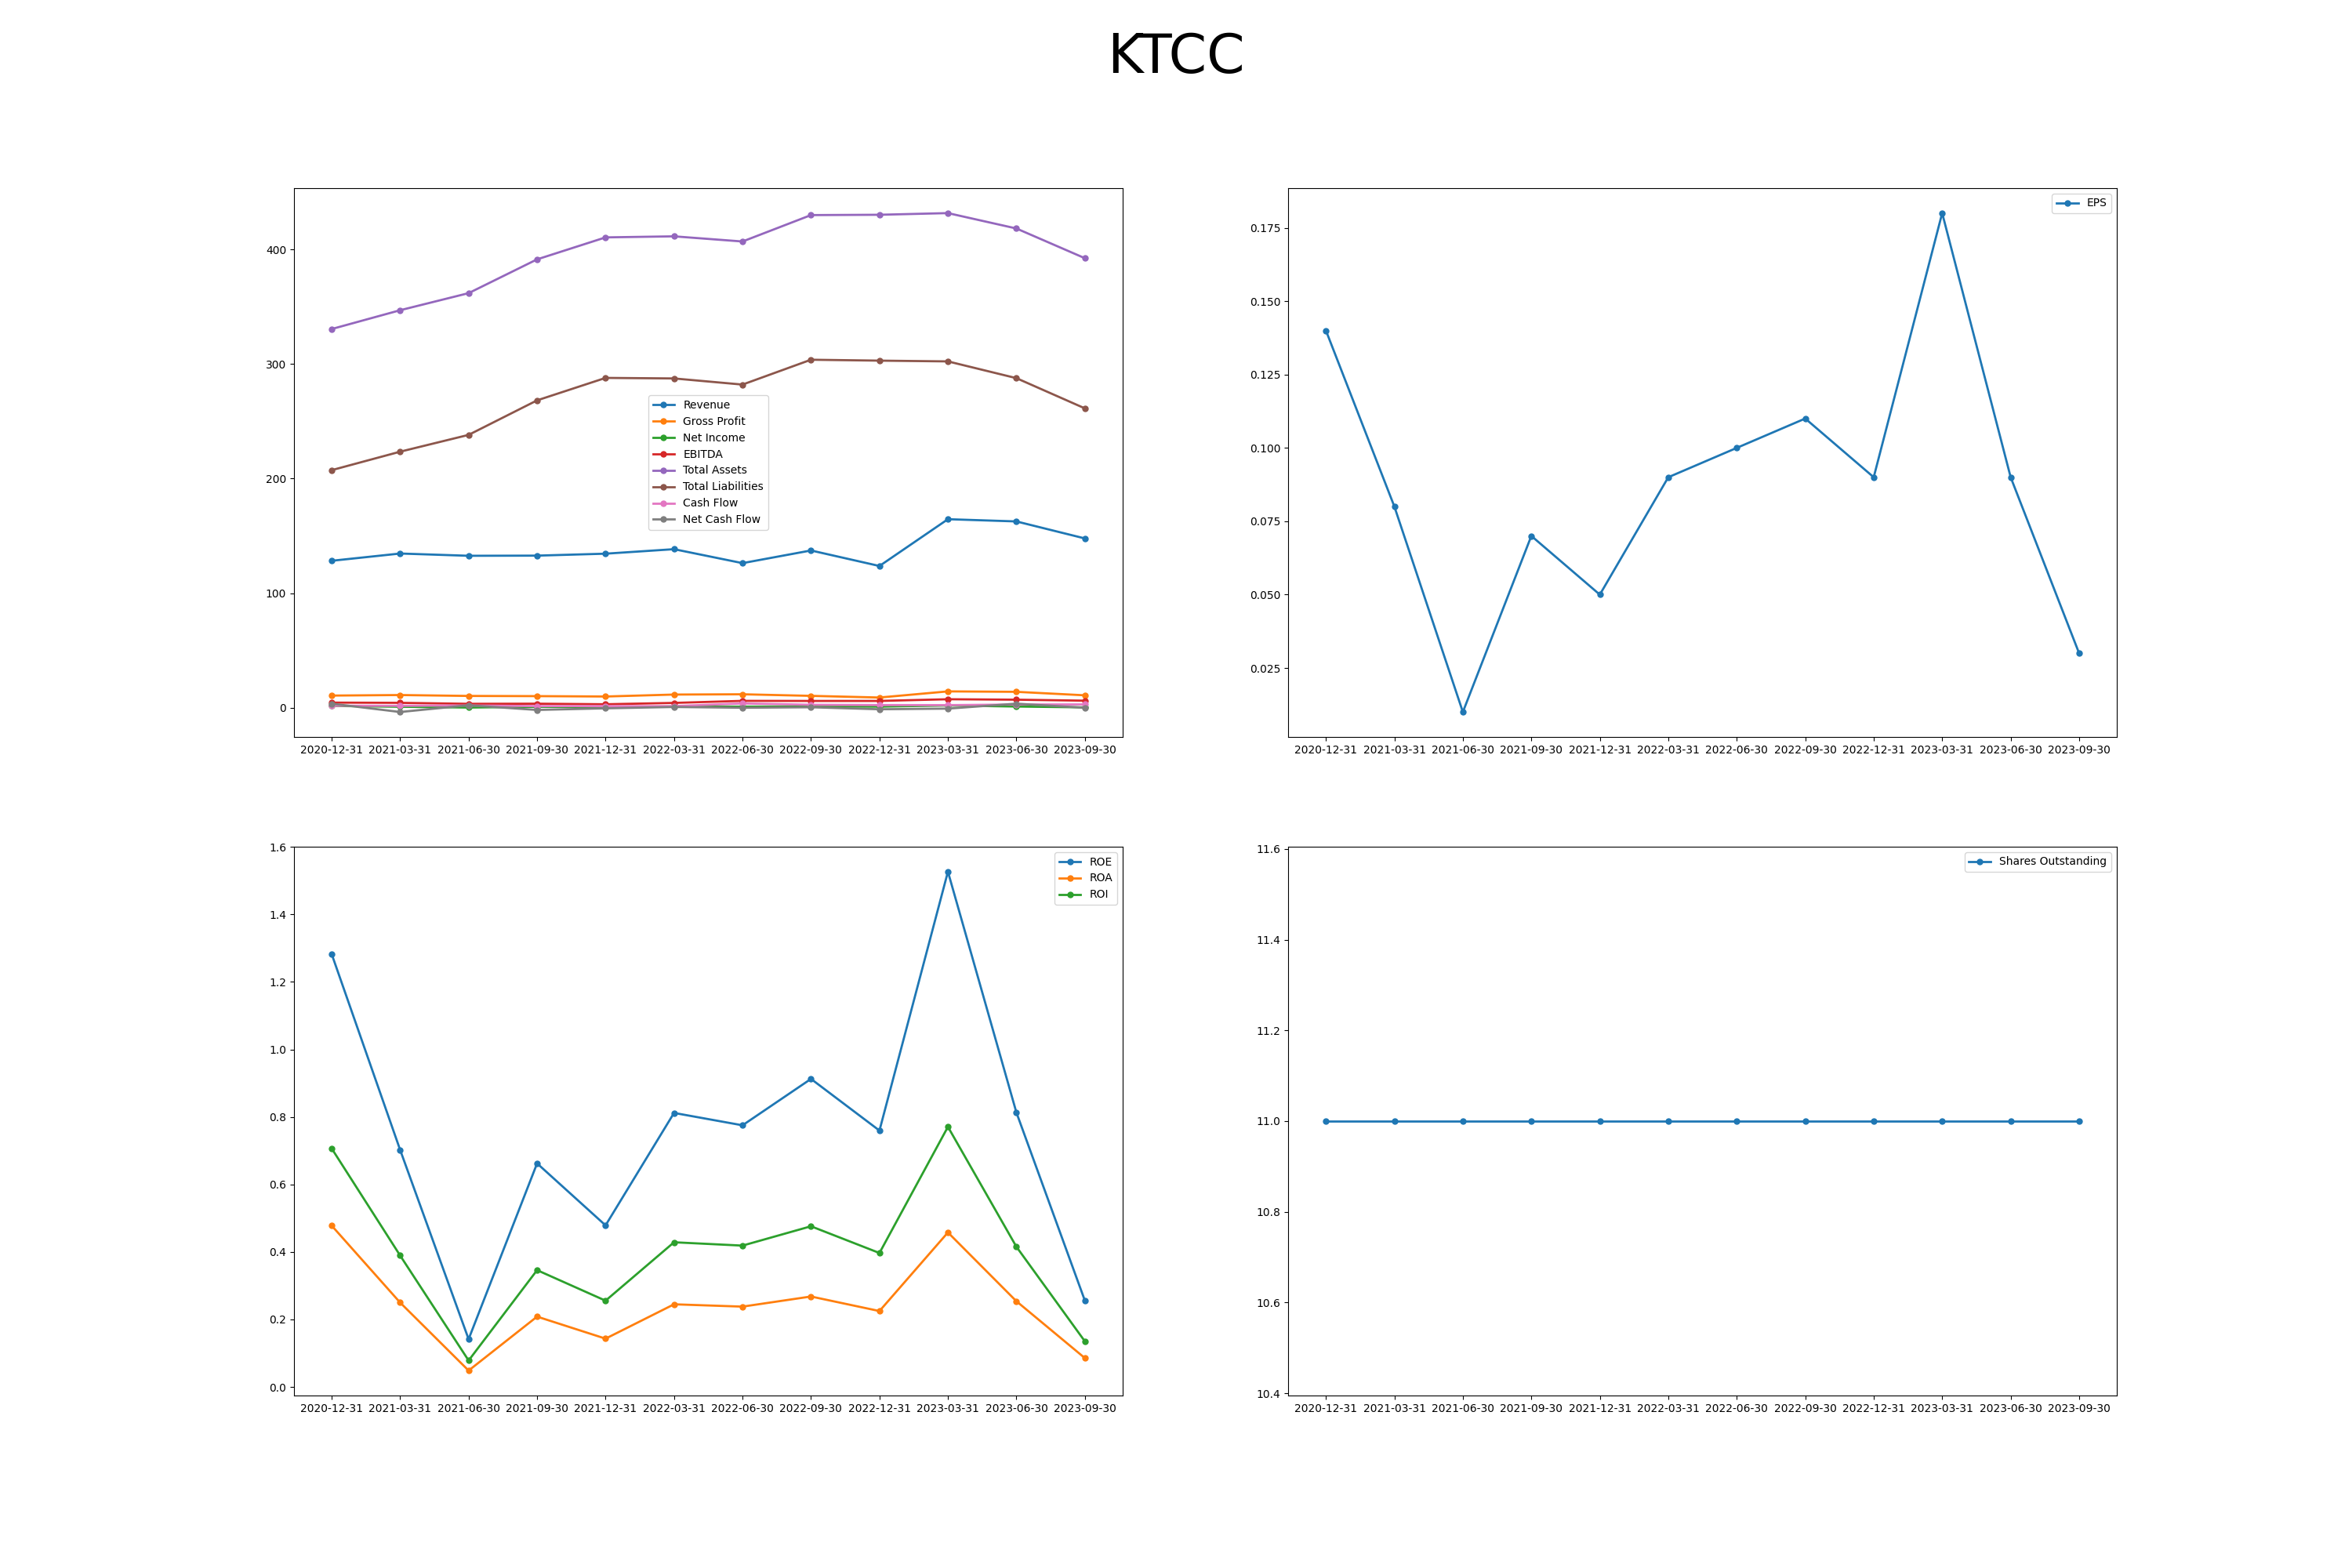 KTCC
400
300
200
100
0
Revenue
Gross Profit
Net Income
EBITDA
Total Assets
Total Liabilities
Cash Flow
Net Cash Flow
2020-12-31 2021-03-31 2021-06-30 2021-09-30 2021-12-31 2022-03-31 2022-06-30 2022-09-30 2022-12-31 2023-03-31 2023-06-30 2023-09-30
EPS
0.175
0.150
0.125
0.100
0.075
0.050
0.025
2020-12-31 2021-03-31 2021-06-30 2021-09-30 2021-12-31 2022-03-31 2022-06-30 2022-09-30 2022-12-31 2023-03-31 2023-06-30 2023-09-30
1.6
1.4
1.2
1.0
0.8
0.6
0.4
0.2
0.0
ROE
ROA
ROI
2020-12-31 2021-03-31 2021-06-30 2021-09-30 2021-12-31 2022-03-31 2022-06-30 2022-09-30 2022-12-31 2023-03-31 2023-06-30 2023-09-30
11.6
11.4
11.2
11.0
10.8
10.6
10.4
Shares Outstanding
2020-12-31 2021-03-31 2021-06-30 2021-09-30 2021-12-31 2022-03-31 2022-06-30 2022-09-30 2022-12-31 2023-03-31 2023-06-30 2023-09-30